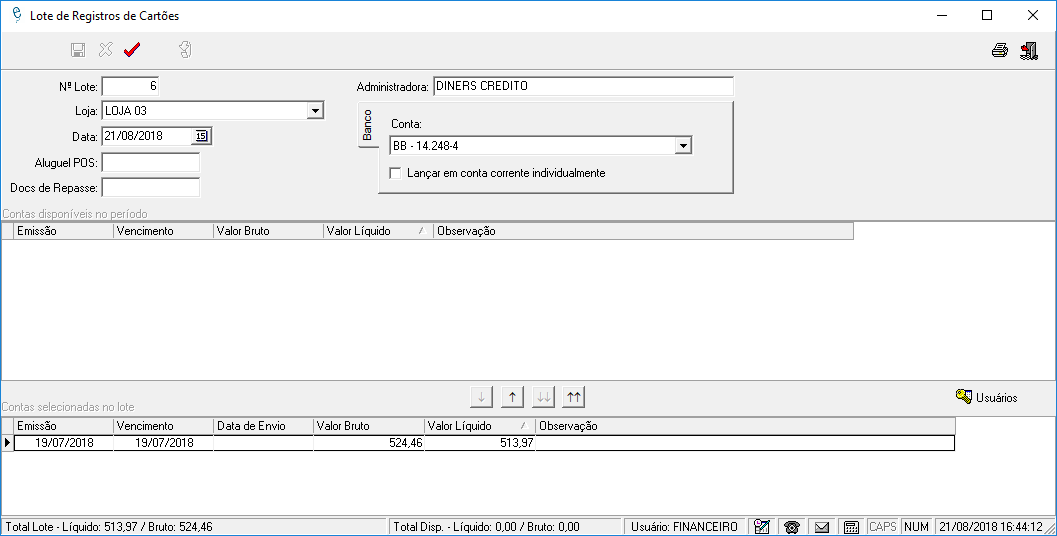 Lote de Registros de Cartões
Nº Lote: 6
Administradora: DINERS CREDITO
Loja: LOJA 03
Banco
Conta:
Data: 21/08/2018 15
BB - 14.248-4
Aluguel POS:
Lançar em conta corrente individualmente
Docs de Repasse:
Contas disponíveis no período
Emissão Vencimento Valor Bruto Valor Líquido Observação
Usuários
Contas selecionadas no lote
Emissão Vencimento Data de Envio Valor Bruto Valor Líquido Observação
19/07/2018 19/07/2018 524,46 513,97
Total Lote - Líquido: 513,97 / Bruto: 524,46 Total Disp. - Líquido: 0,00 / Bruto: 0,00 Usuário: FINANCEIRO CAPS NUM 21/08/2018 16:44:12